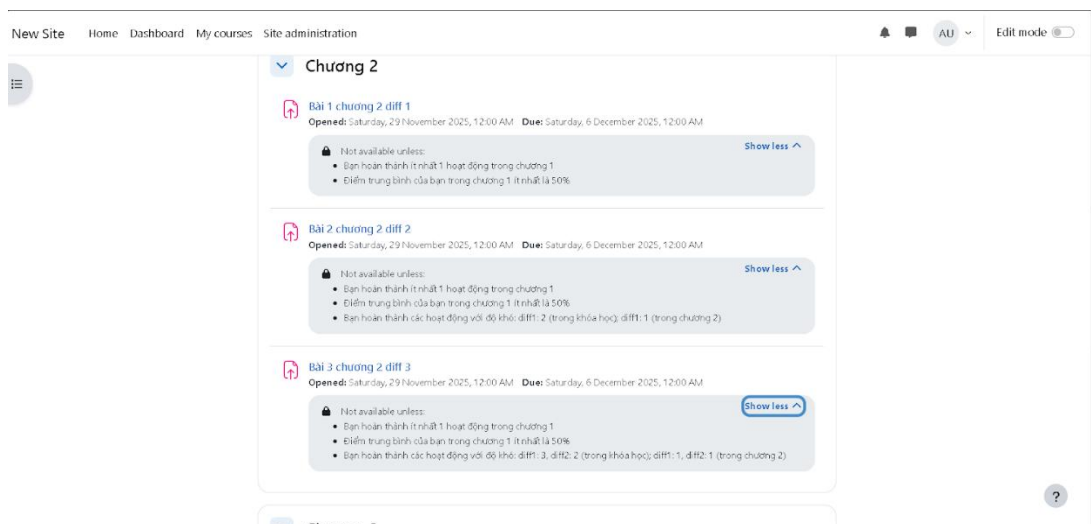 New Site Home Dashboard My courses Site administration AU Edit mode
Chương 2
Bài 1 chương 2 diff 1
Opened: Saturday, 29 November 2025, 12:00 AM Due: Saturday, 6 December 2025, 12:00 AM
Not available unless: Show less
Bạn hoàn thành ít nhất 1 hoạt động trong chương 1
Điểm trung bình của bạn trong chương 1 ít nhất là 50%
Bài 2 chương 2 diff 2
Opened: Saturday, 29 November 2025, 12:00 AM Due: Saturday, 6 December 2025, 12:00 AM
Not available unless: Show less
Bạn hoàn thành ít nhất 1 hoạt động trong chương 1
Điểm trung bình của bạn trong chương 1 ít nhất là 50%
Bạn hoàn thành các hoạt động với độ khó: diff1: 2 (trong khóa học); diff1: 1 (trong chương 2)
Bài 3 chương 2 diff 3
Opened: Saturday, 29 November 2025, 12:00 AM Due: Saturday, 6 December 2025, 12:00 AM
Not available unless: Show less
Bạn hoàn thành ít nhất 1 hoạt động trong chương 1
Điểm trung bình của bạn trong chương 1 ít nhất là 50%
Bạn hoàn thành các hoạt động với độ khó: diff1: 3, diff2: 2 (trong khóa học); diff1: 1, diff2: 1 (trong chương 2)
?